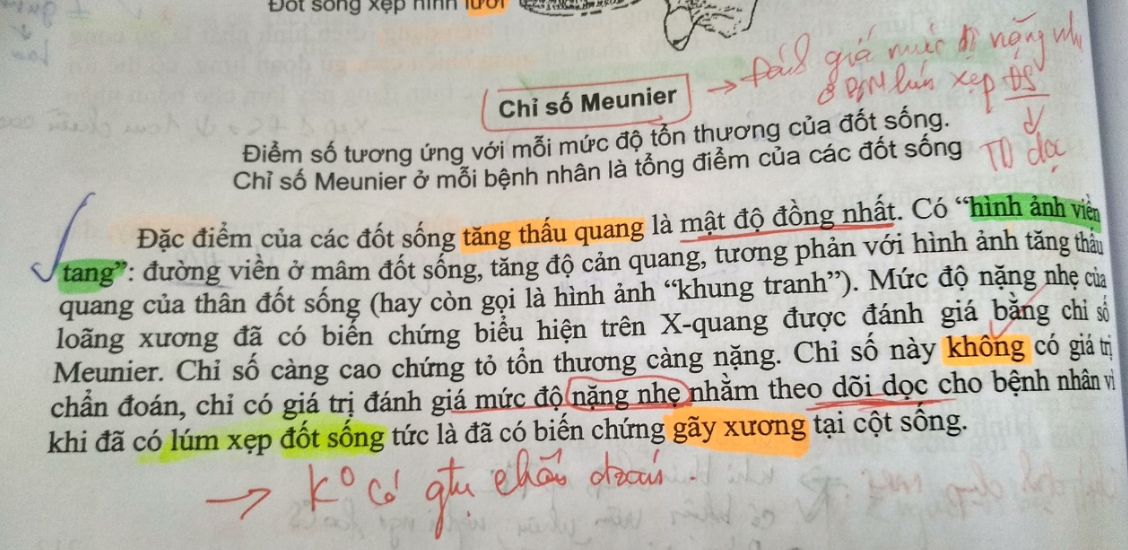 Đốt sống xẹp hình lưỡi
Chỉ số Meunier
→ Đánh giá mức độ nặng nhẹ
ở BN lún xẹp ĐS
↓
TD dọc
Điểm số tương ứng với mỗi mức độ tổn thương của đốt sống.
Chỉ số Meunier ở mỗi bệnh nhân là tổng điểm của các đốt sống
Đặc điểm của các đốt sống tăng thấu quang là mật độ đồng nhất. Có “hình ảnh viền
tang”: đường viền ở mâm đốt sống, tăng độ cản quang, tương phản với hình ảnh tăng thấu
quang của thân đốt sống (hay còn gọi là hình ảnh “khung tranh”). Mức độ nặng nhẹ của
loãng xương đã có biến chứng biểu hiện trên X-quang được đánh giá bằng chỉ số
Meunier. Chỉ số càng cao chứng tỏ tổn thương càng nặng. Chỉ số này không có giá trị
chẩn đoán, chỉ có giá trị đánh giá mức độ nặng nhẹ nhằm theo dõi dọc cho bệnh nhân vì
khi đã có lúm xẹp đốt sống tức là đã có biến chứng gãy xương tại cột sống.
→ K° có gtrị chẩn đoán.